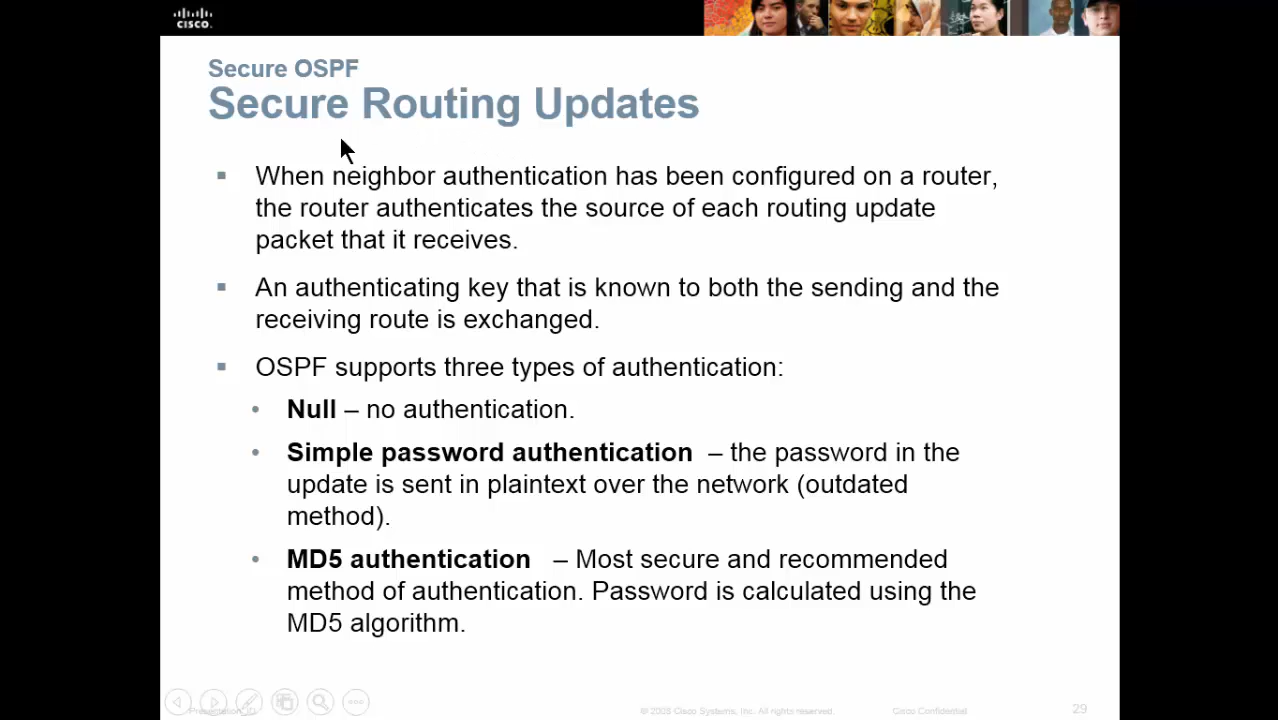 CISCO.
Secure OSPF
Secure Routing Updates
When neighbor authentication has been configured on a router,
the router authenticates the source of each routing update
packet that it receives.
An authenticating key that is known to both the sending and the
receiving route is exchanged.
OSPF supports three types of authentication:
Null – no authentication.
Simple password authentication – the password in the
update is sent in plaintext over the network (outdated
method).
MD5 authentication – Most secure and recommended
method of authentication. Password is calculated using the
MD5 algorithm.
Presentation_ID © 2008 Cisco Systems, Inc. All rights reserved. Cisco Confidential 29